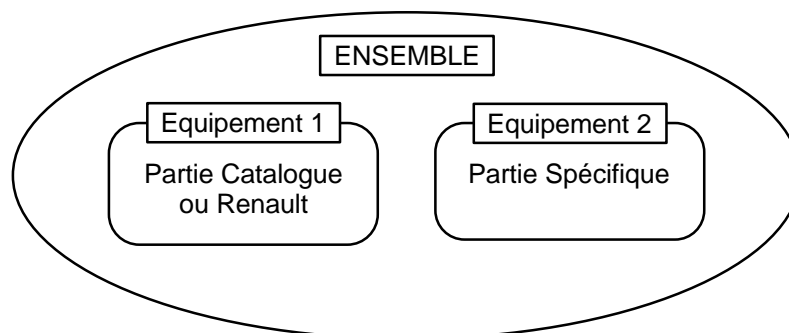 ENSEMBLE
Equipement 1
Partie Catalogue
ou Renault
Equipement 2
Partie Spécifique